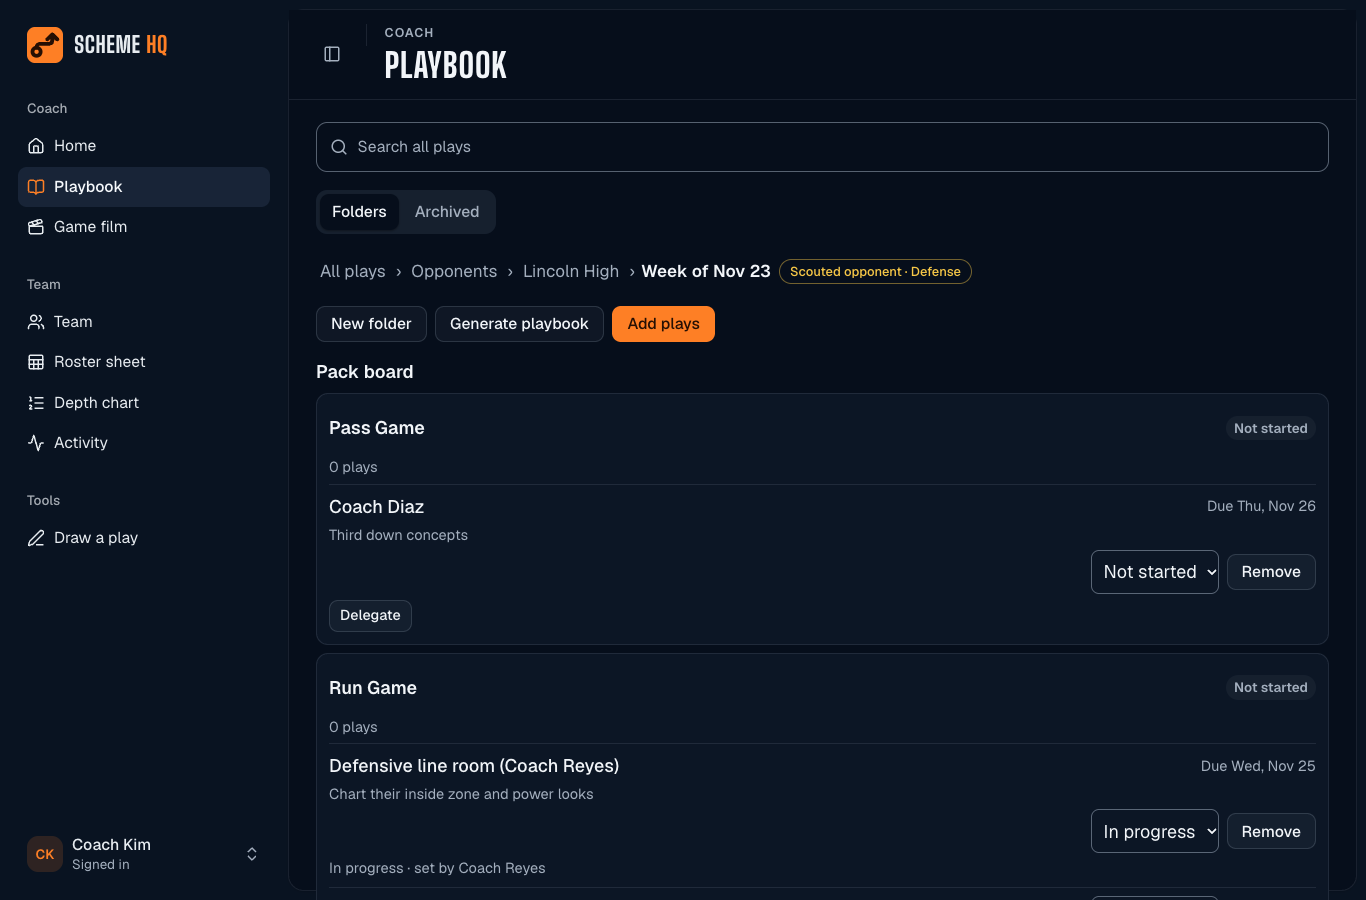 SCHEME HQ
Coach
Home
Playbook
Game film
Team
Team
Roster sheet
Depth chart
Activity
Tools
Draw a play
CK
Coach Kim
Signed in
COACH
PLAYBOOK
Search all plays
Folders
Archived
All plays › Opponents › Lincoln High › Week of Nov 23
Scouted opponent · Defense
New folder
Generate playbook
Add plays
Pack board
Pass Game
Not started
0 plays
Coach Diaz
Due Thu, Nov 26
Third down concepts
Not started
Remove
Delegate
Run Game
Not started
0 plays
Defensive line room (Coach Reyes)
Due Wed, Nov 25
Chart their inside zone and power looks
In progress
Remove
In progress · set by Coach Reyes